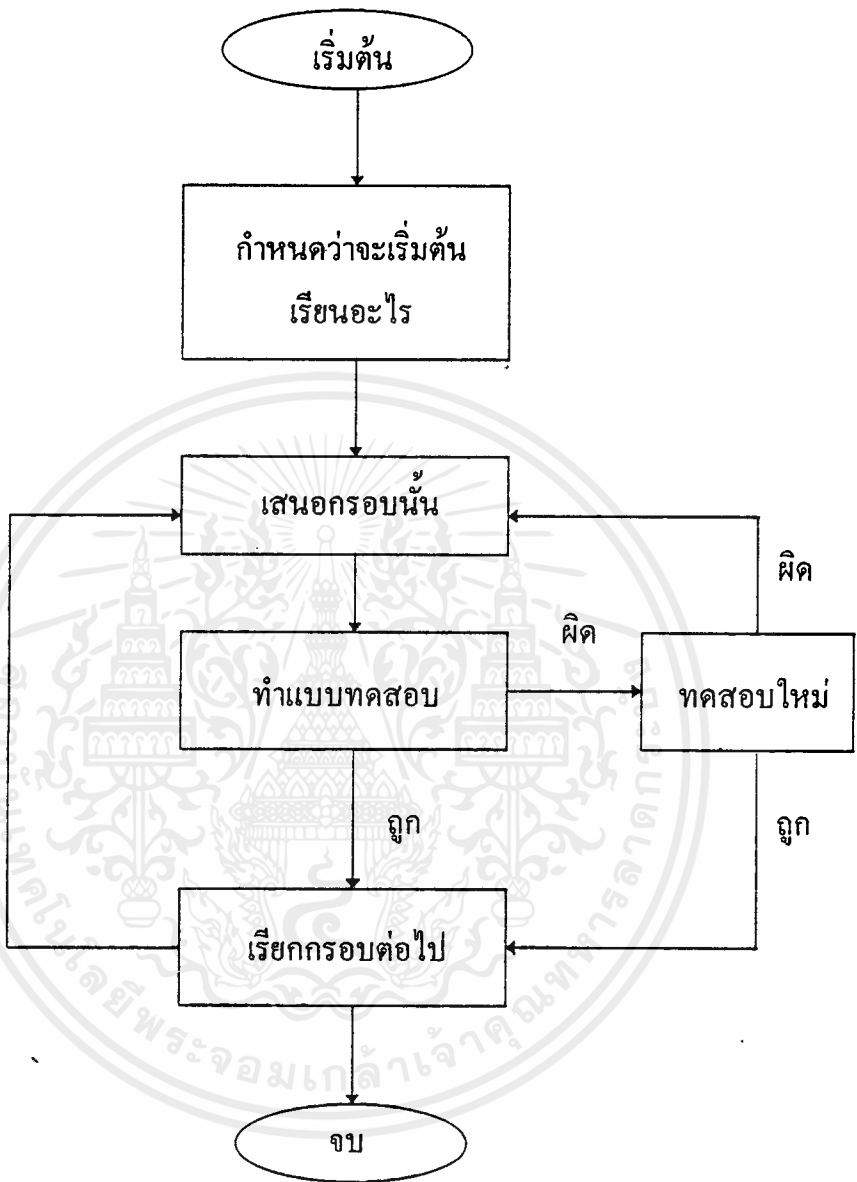 เริ่มต้น
กำหนดว่าจะเริ่มต้น
เรียนอะไร
เสนอกรอบนั้น
ผิด
ผิด
ทำแบบทดสอบ
ทดสอบใหม่
ถูก
ถูก
เรียกกรอบต่อไป
จบ